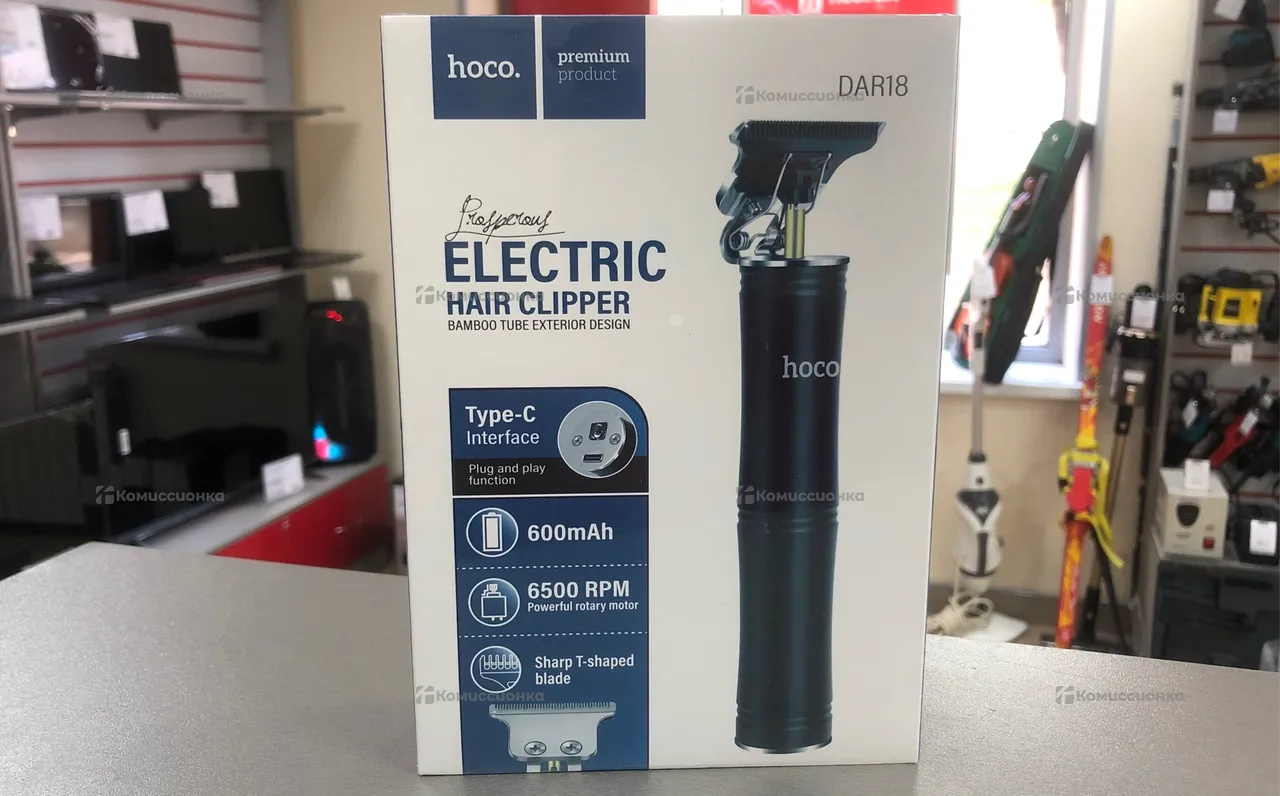 hoco.
premium
product
Комиссионка
DAR18
Prosperous
ELECTRIC
HAIR CLIPPER
Комиссионка
BAMBOO TUBE EXTERIOR DESIGN
Комиссионка
hoco
Type-C
Interface
Plug and play
function
Комиссионка
Комиссионка
600mAh
6500 RPM
Powerful rotary motor
Sharp T-shaped
blade
Комиссионка
Комиссионка